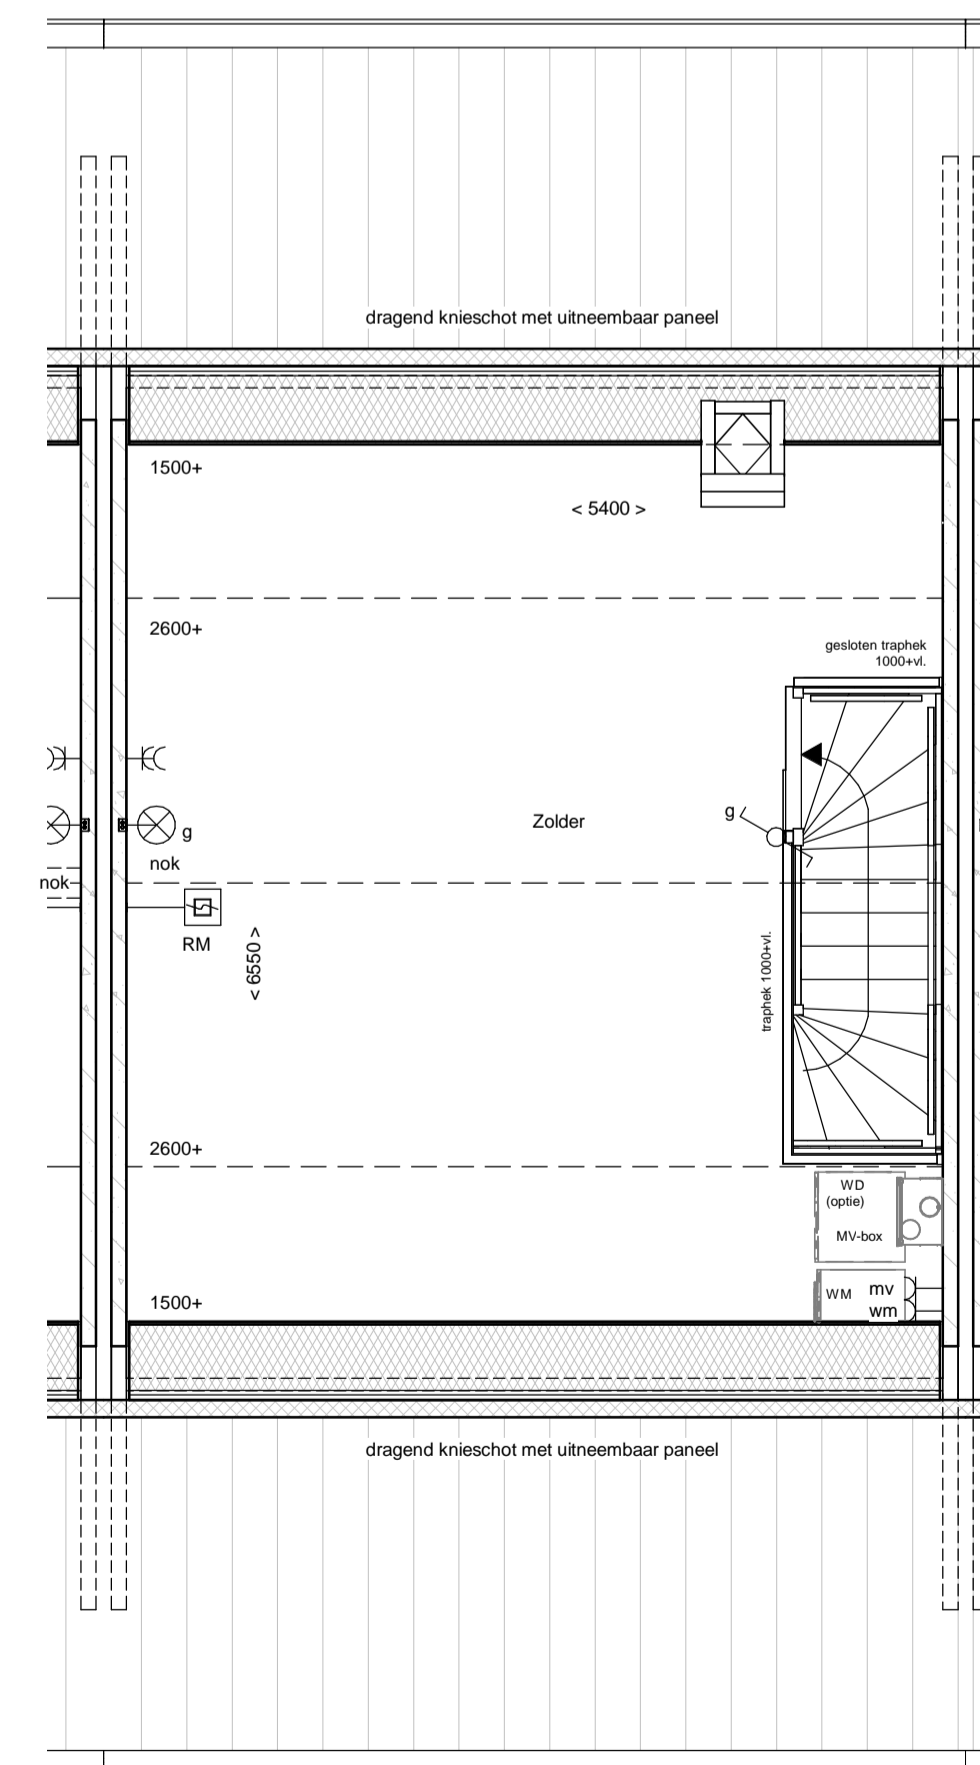 dragend knieschot met uitneembaar paneel
1500+
< 5400 >
2600+
gesloten traphek
1000+vl.
g
Zolder
g
nok
nok
RM
< 6550 >
traphek 1000+vl.
2600+
WD
(optie)
MV-box
WM
mv
wm
1500+
dragend knieschot met uitneembaar paneel